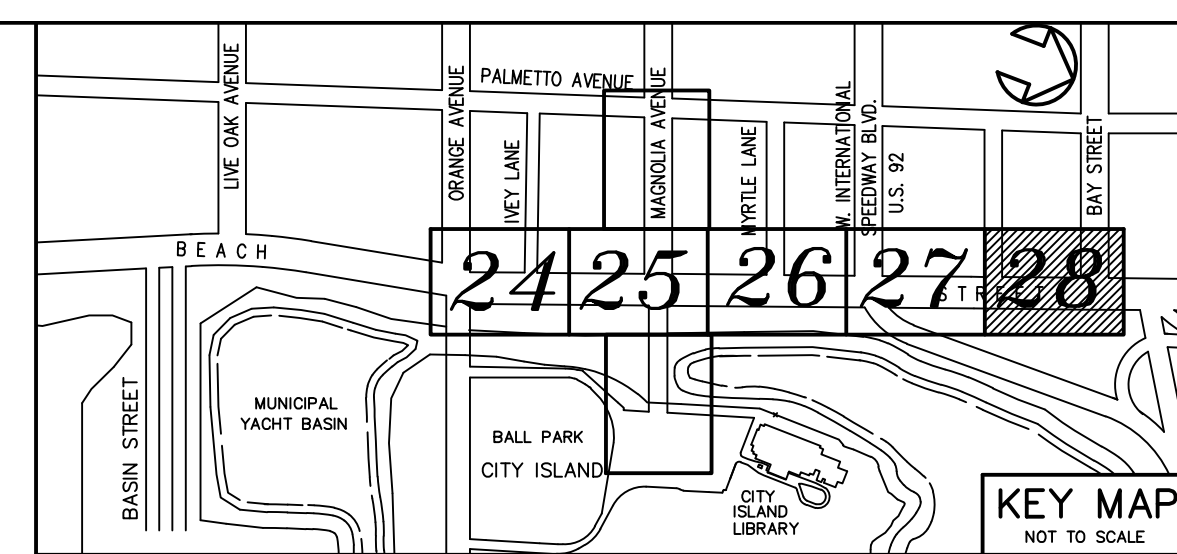 PALMETTO AVENUE
LIVE OAK AVENUE
ORANGE AVENUE
IVEY LANE
MAGNOLIA AVENUE
MYRTLE LANE
W. INTERNATIONAL
SPEEDWAY BLVD.
U.S. 92
BAY STREET
BEACH
STREET
24
25
26
27
28
BASIN STREET
MUNICIPAL
YACHT BASIN
BALL PARK
CITY ISLAND
CITY
ISLAND
LIBRARY
KEY MAP
NOT TO SCALE